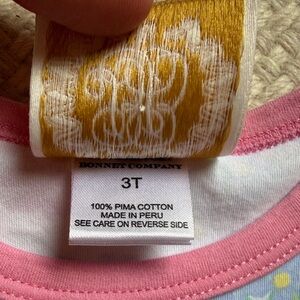 BONNET COMPANY
3T
100% PIMA COTTON
MADE IN PERU
SEE CARE ON REVERSE SIDE